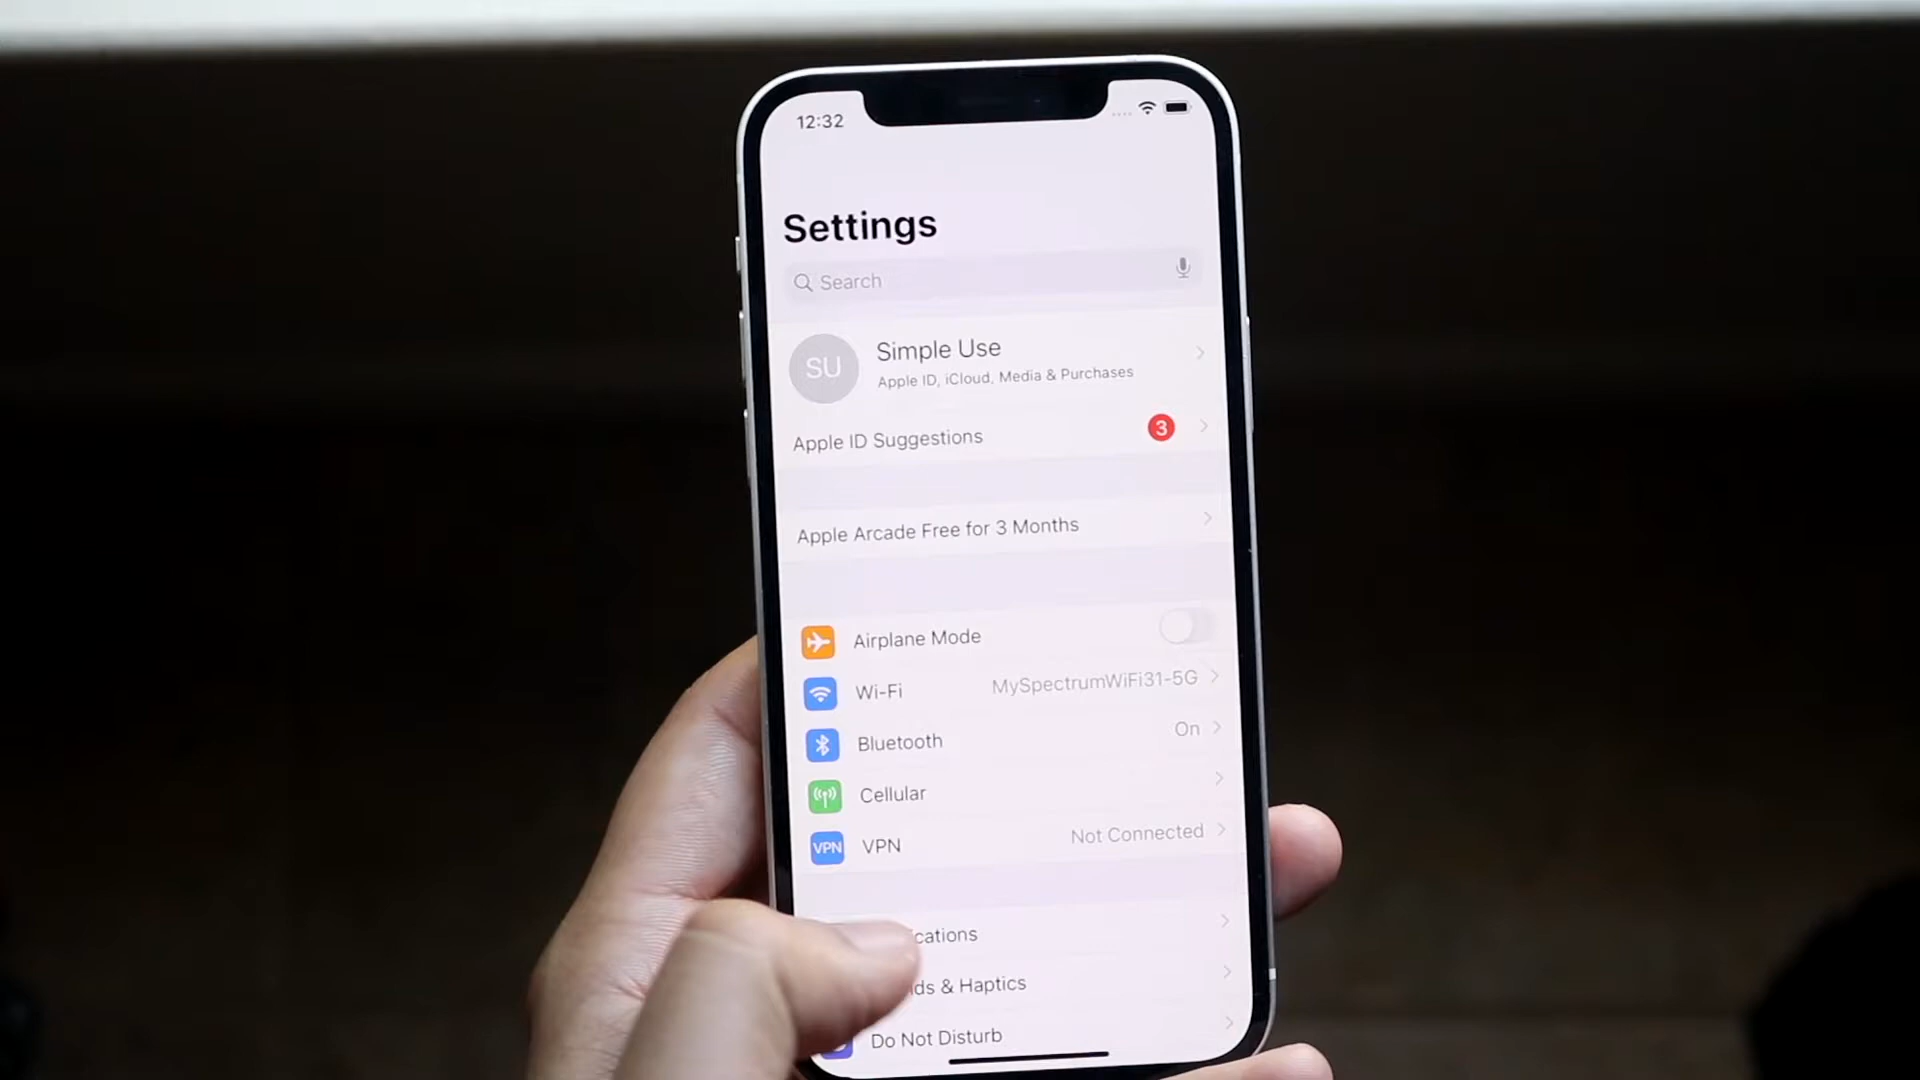 12:32
Settings
Search
SU
Simple Use
Apple ID, iCloud, Media & Purchases
Apple ID Suggestions 3
Apple Arcade Free for 3 Months
Airplane Mode
Wi-Fi MySpectrumWiFi31-5G
Bluetooth On
Cellular
VPN VPN Not Connected
ications
ds & Haptics
Do Not Disturb